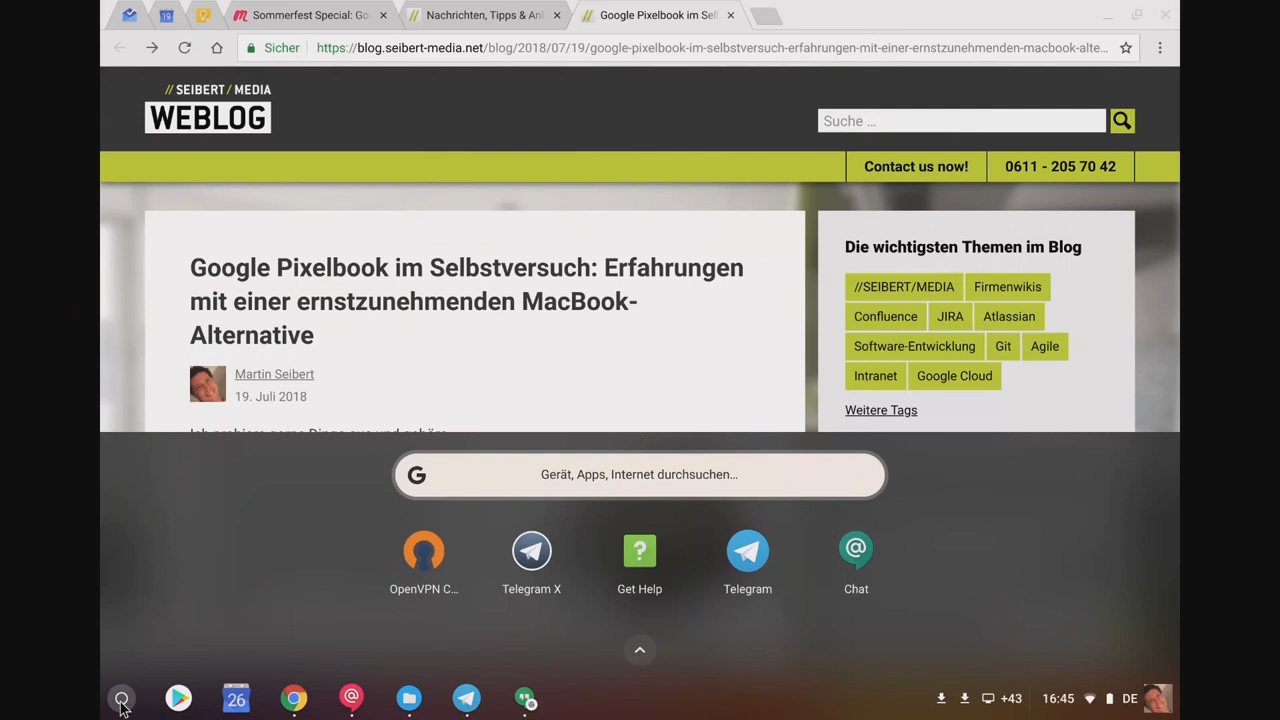 Sommerfest Special: Go
Nachrichten, Tipps & Anl
Google Pixelbook im Sel
Sicher
https://blog.seibert-media.net/blog/2018/07/19/google-pixelbook-im-selbstversuch-erfahrungen-mit-einer-ernstzunehmenden-macbook-alte...
// SEIBERT / MEDIA
WEBLOG
Suche ...
Contact us now!
0611 - 205 70 42
Google Pixelbook im Selbstversuch: Erfahrungen
mit einer ernstzunehmenden MacBook-
Alternative
Martin Seibert
19. Juli 2018
Die wichtigsten Themen im Blog
//SEIBERT/MEDIA
Firmenwikis
Confluence
JIRA
Atlassian
Software-Entwicklung
Git
Agile
Intranet
Google Cloud
Weitere Tags
Gerät, Apps, Internet durchsuchen...
OpenVPN C...
Telegram X
Get Help
Telegram
Chat
26
+43
16:45
DE